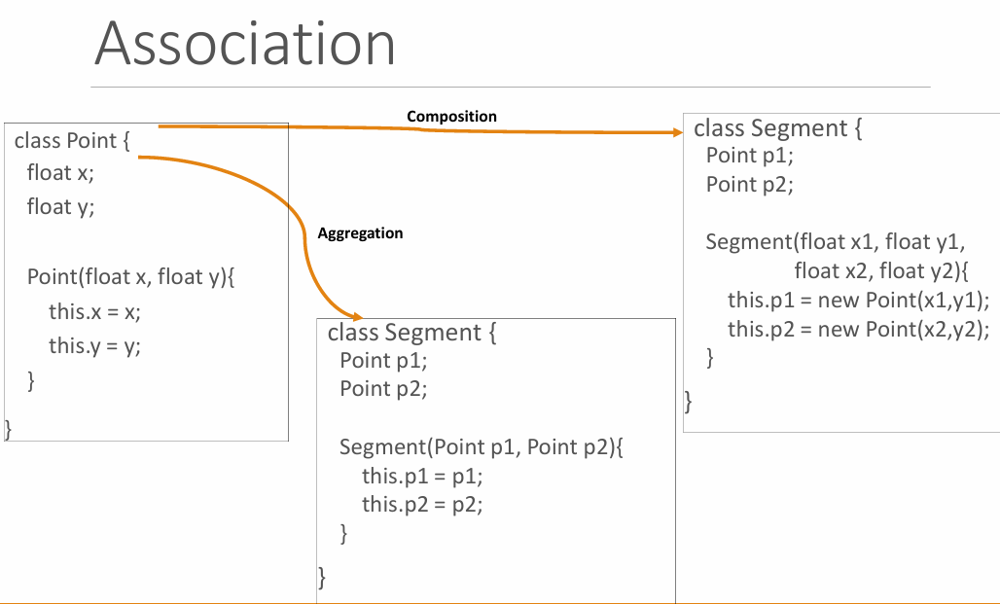 Association
Composition
class Point {
float x;
float y;
Point(float x, float y){
this.x = x;
this.y = y;
}
}
Aggregation
class Segment {
Point p1;
Point p2;
Segment(Point p1, Point p2){
this.p1 = p1;
this.p2 = p2;
}
}
class Segment {
Point p1;
Point p2;
Segment(float x1, float y1,
float x2, float y2){
this.p1 = new Point(x1,y1);
this.p2 = new Point(x2,y2);
}
}